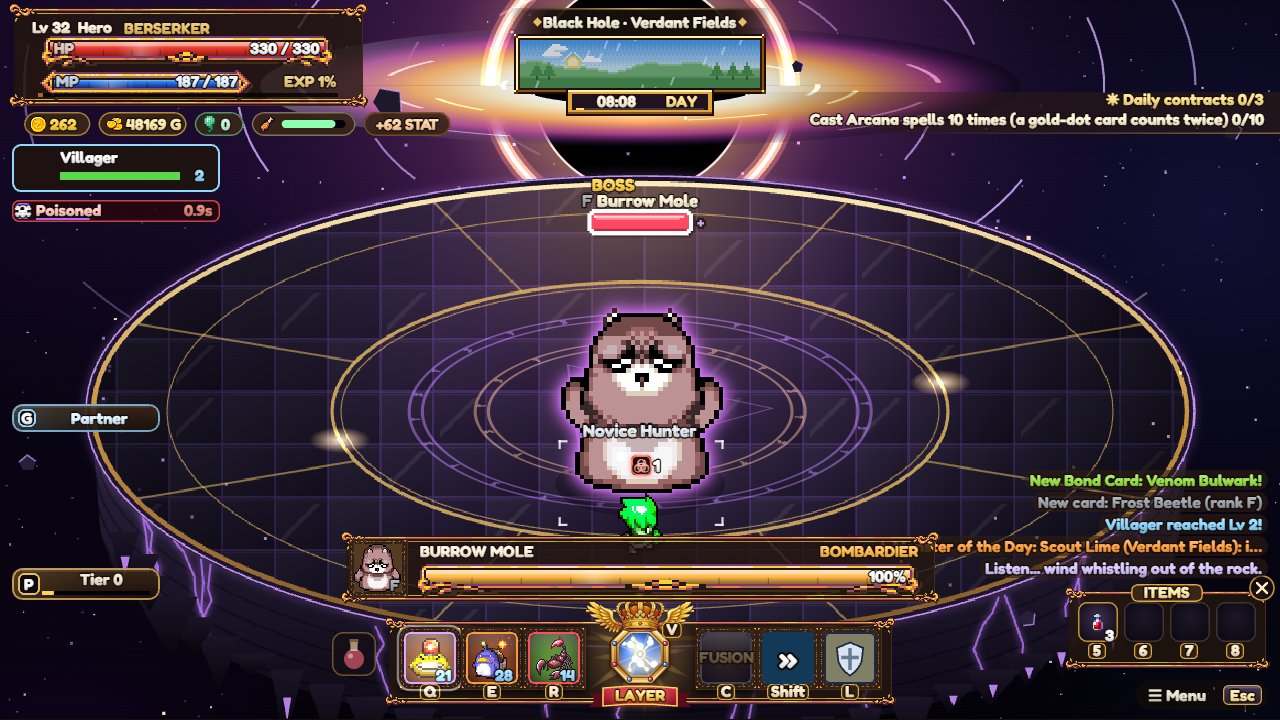 Lv 32 Hero BERSERKER
HP 330 / 330
MP 187 / 187 EXP 1%
262 48169 G 0 +62 STAT
Villager
2
Poisoned 0.9s
Black Hole · Verdant Fields
08:08 DAY
Daily contracts 0/3
Cast Arcana spells 10 times (a gold-dot card counts twice) 0/10
BOSS
F Burrow Mole
Novice Hunter
1
G Partner
P Tier 0
New Bond Card: Venom Bulwark!
New card: Frost Beetle (rank F)
Villager reached Lv 2!
er of the Day: Scout Lime (Verdant Fields): i...
Listen... wind whistling out of the rock.
BURROW MOLE BOMBARDIER
F 100%
ITEMS
3
5 6 7 8
21 28 14 V FUSION
Q E R LAYER C Shift L
Menu Esc